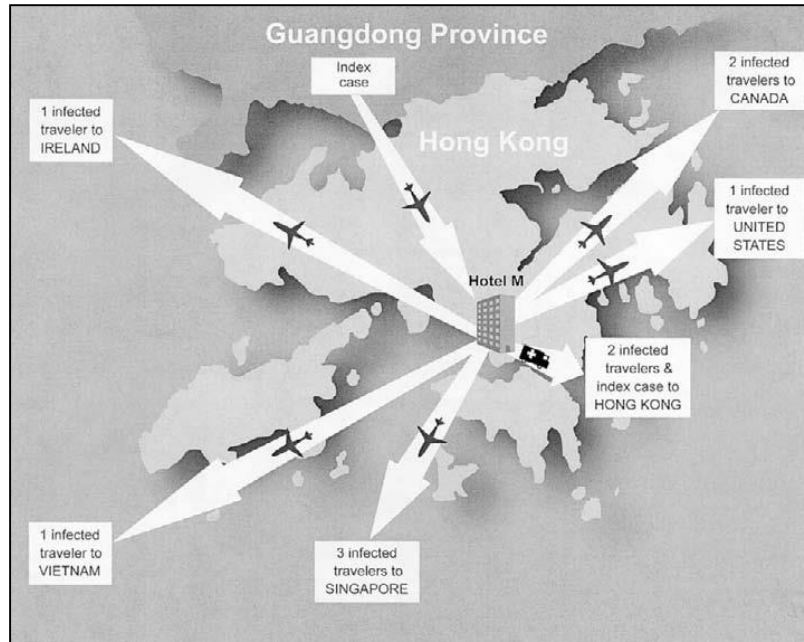 Guangdong Province
Index
case
2 infected
travelers to
CANADA
1 infected
traveler to
IRELAND
Hong Kong
1 infected
traveler to
UNITED
STATES
Hotel M
2 infected
travelers &
index case to
HONG KONG
1 infected
traveler to
VIETNAM
3 infected
travelers to
SINGAPORE